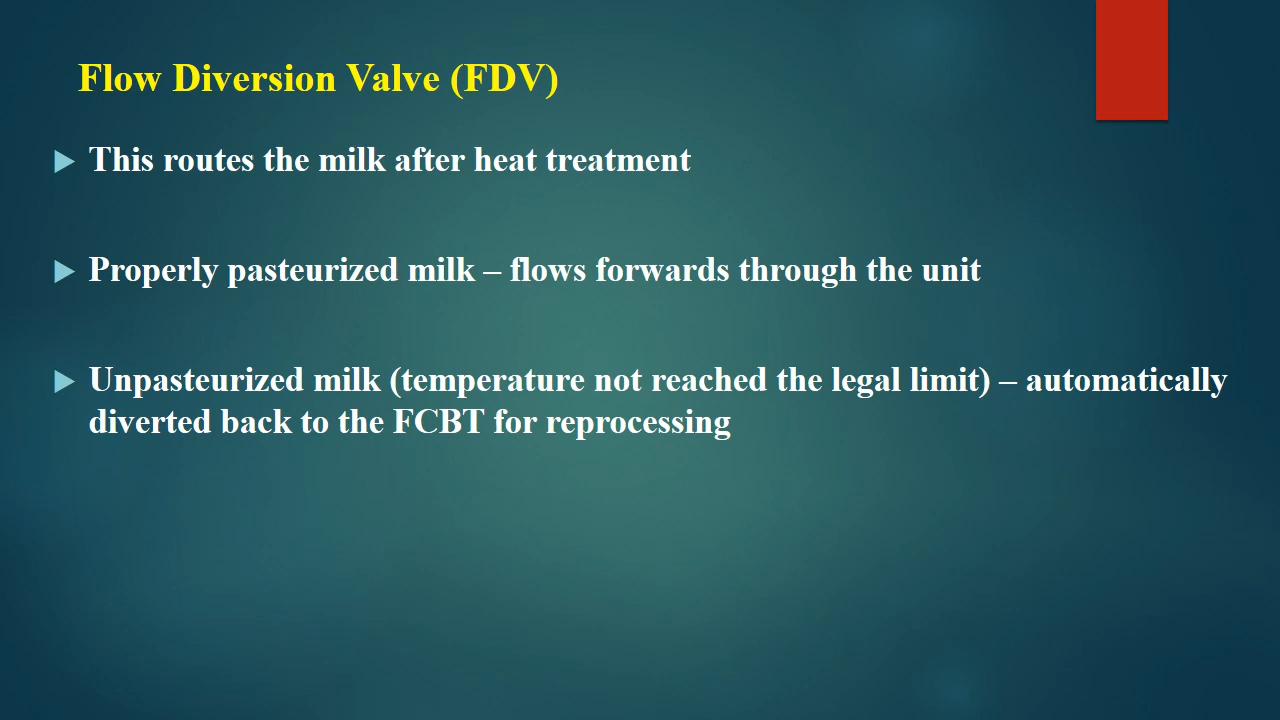 Flow Diversion Valve (FDV)
This routes the milk after heat treatment
Properly pasteurized milk – flows forwards through the unit
Unpasteurized milk (temperature not reached the legal limit) – automatically
diverted back to the FCBT for reprocessing